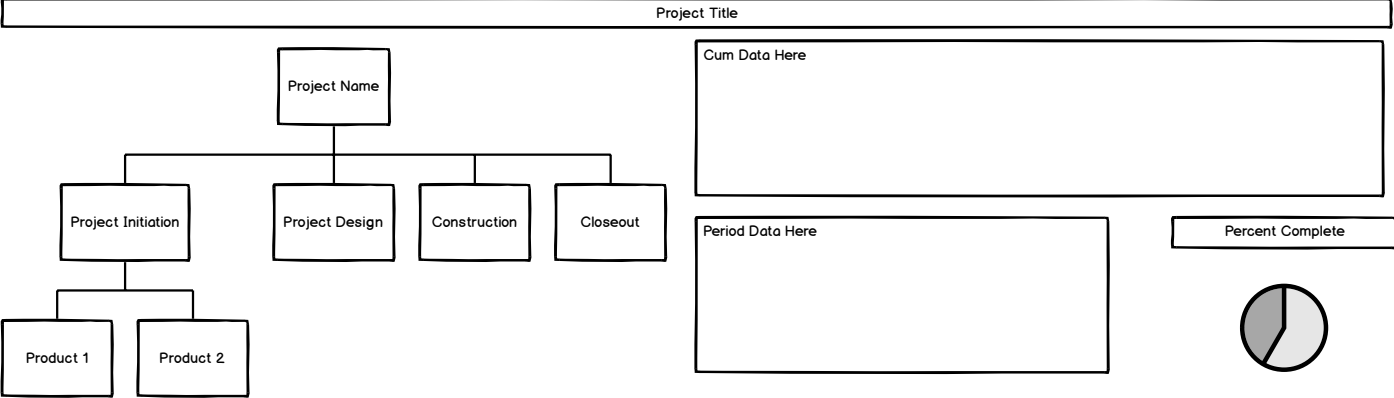 Project Title
Project Name
Project Initiation
Project Design
Construction
Closeout
Product 1
Product 2
Cum Data Here
Period Data Here
Percent Complete